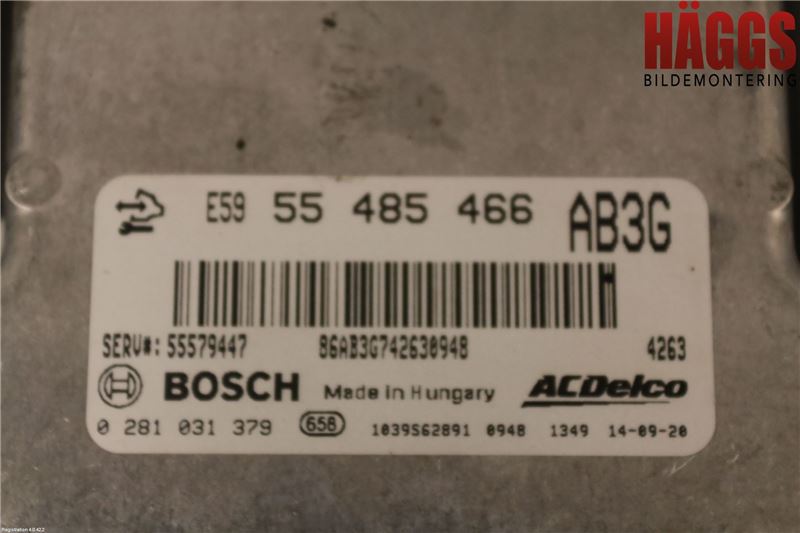 HÄGGS
BILDEMONTERING
E59 55 485 466 AB3G
SERV#: 55579447 86AB3G742630948 4263
BOSCH Made in Hungary ACDelco
0 281 031 379 658 1039S62891 0948 1349 14-09-20